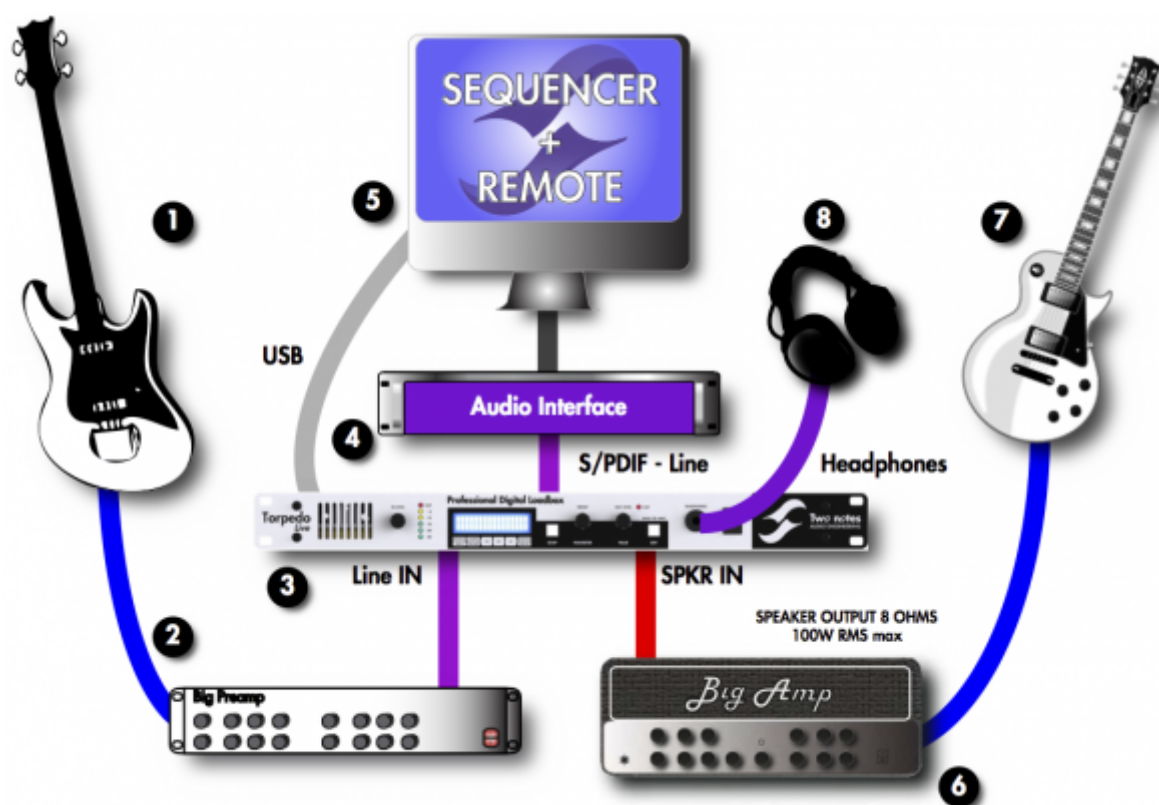 SEQUENCER
+
REMOTE
1
5
8
7
USB
Audio Interface
4
S/PDIF - Line
Headphones
Professional Digital Loadbox
Torpedo
Live
Two notes
AUDIO ENGINEERING
3
Line IN
SPKR IN
2
SPEAKER OUTPUT 8 OHMS
100W RMS max
Big Preamp
Big Amp
6